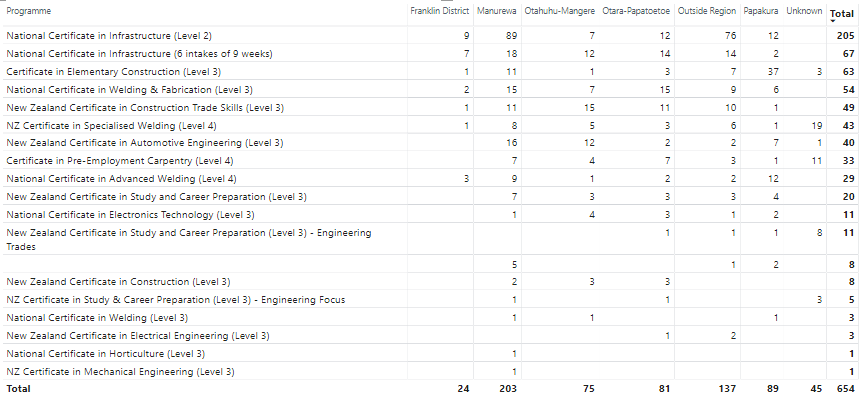 Programme Franklin District Manurewa Otahuhu-Mangere Otara-Papatoetoe Outside Region Papakura Unknown Total
National Certificate in Infrastructure (Level 2) 9 89 7 12 76 12 205
National Certificate in Infrastructure (6 intakes of 9 weeks) 7 18 12 14 14 2 67
Certificate in Elementary Construction (Level 3) 1 11 1 3 7 37 3 63
National Certificate in Welding & Fabrication (Level 3) 2 15 7 15 9 6 54
New Zealand Certificate in Construction Trade Skills (Level 3) 1 11 15 11 10 1 49
NZ Certificate in Specialised Welding (Level 4) 1 8 5 3 6 1 19 43
New Zealand Certificate in Automotive Engineering (Level 3) 16 12 2 2 7 1 40
Certificate in Pre-Employment Carpentry (Level 4) 7 4 7 3 1 11 33
National Certificate in Advanced Welding (Level 4) 3 9 1 2 2 12 29
New Zealand Certificate in Study and Career Preparation (Level 3) 7 3 3 3 4 20
National Certificate in Electronics Technology (Level 3) 1 4 3 1 2 11
New Zealand Certificate in Study and Career Preparation (Level 3) - Engineering 1 1 1 8 11
Trades
5 1 2 8
New Zealand Certificate in Construction (Level 3) 2 3 3 8
NZ Certificate in Study & Career Preparation (Level 3) - Engineering Focus 1 1 3 5
National Certificate in Welding (Level 3) 1 1 1 3
New Zealand Certificate in Electrical Engineering (Level 3) 1 2 3
National Certificate in Horticulture (Level 3) 1 1
NZ Certificate in Mechanical Engineering (Level 3) 1 1
Total 24 203 75 81 137 89 45 654